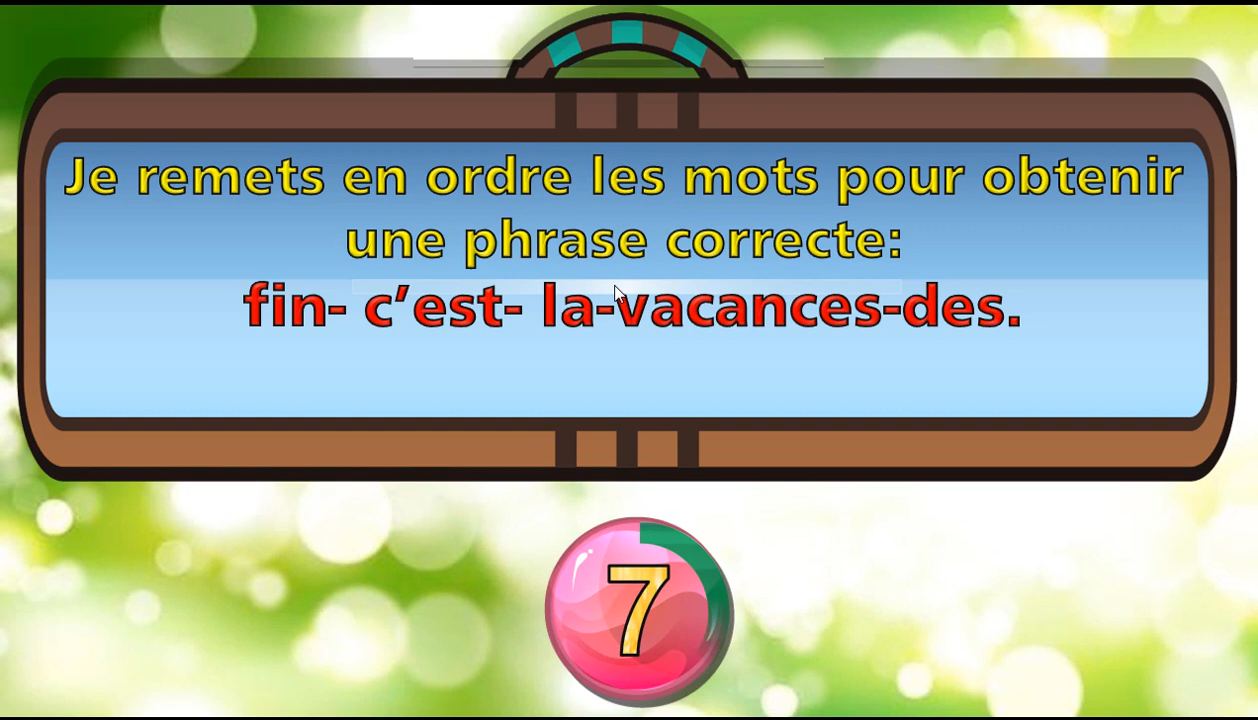 Je remets en ordre les mots pour obtenir
une phrase correcte:
fin- c’est- la-vacances-des.
7